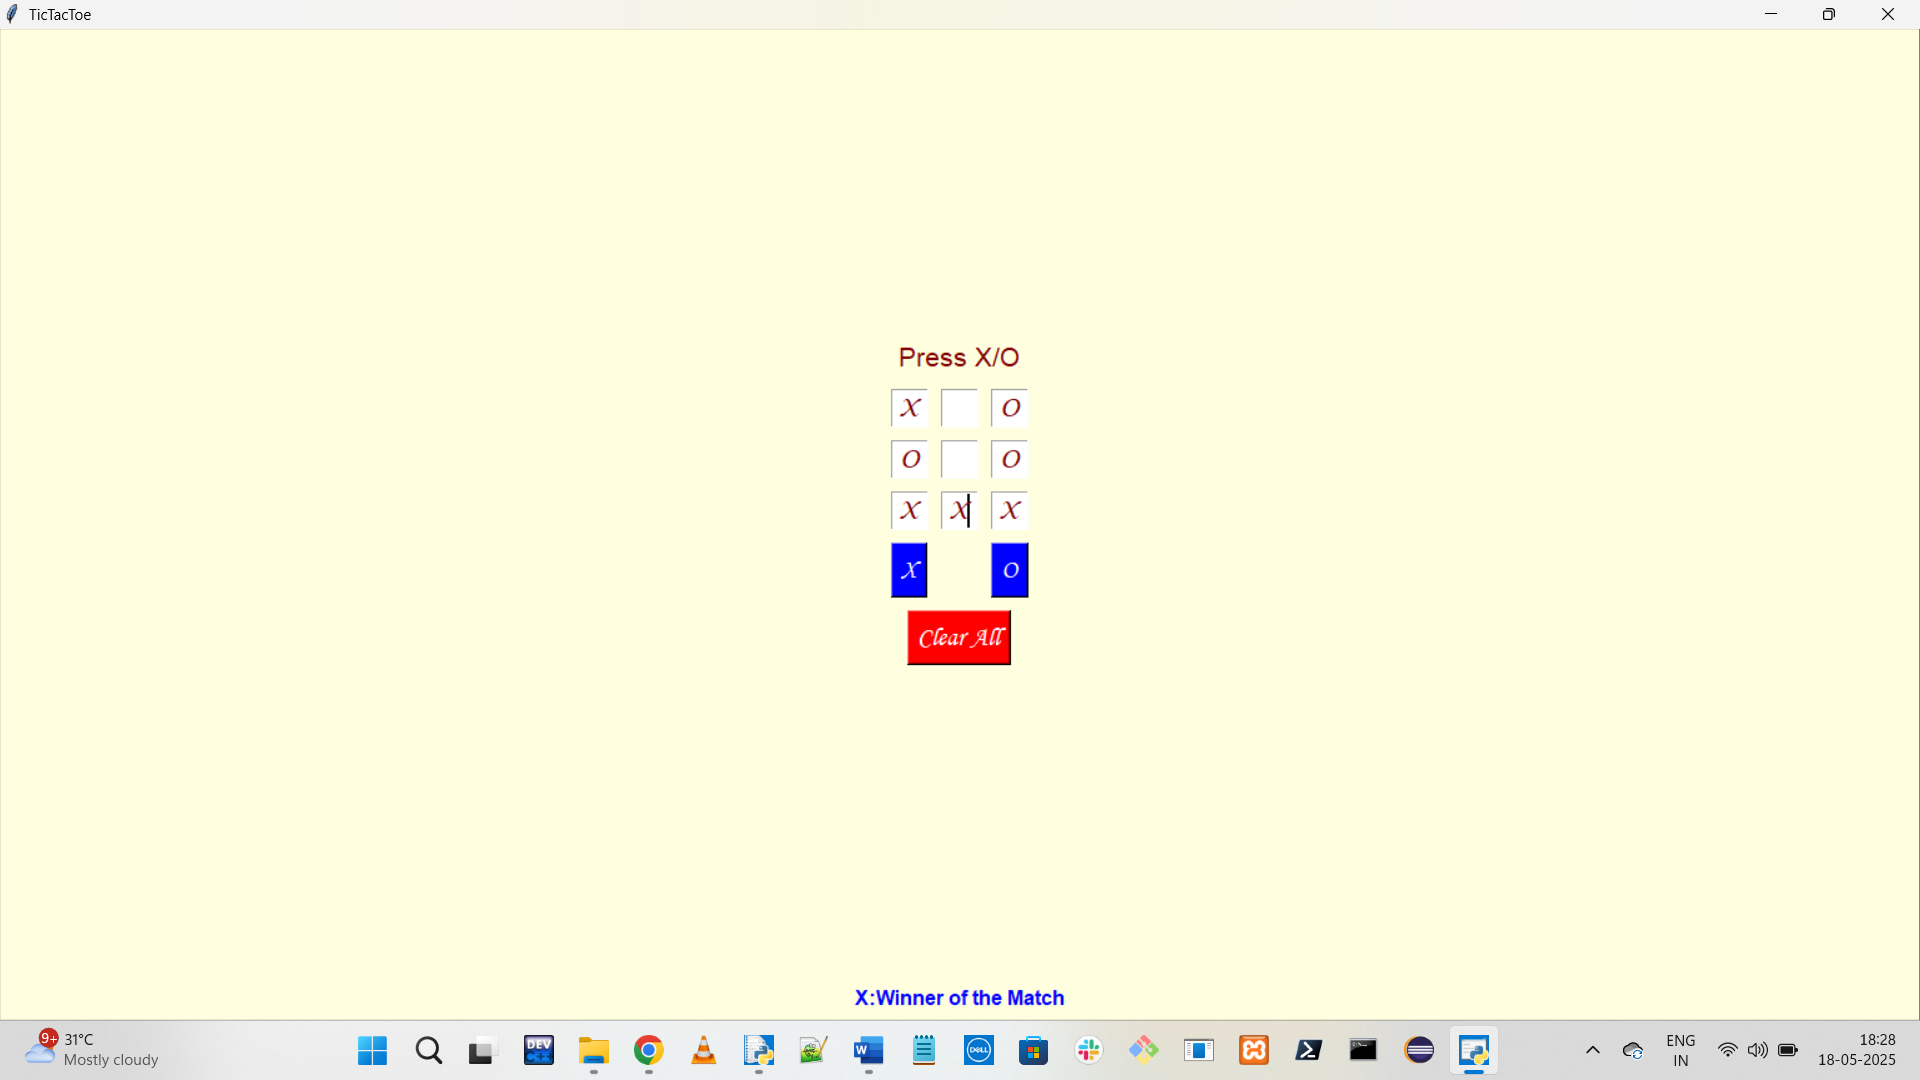 TicTacToe
Press X/O
X O
O O
X X X
X O
Clear All
X:Winner of the Match
9+ 31°C
Mostly cloudy
DEV
C++
W
DELL
ENG
IN
18:28
18-05-2025